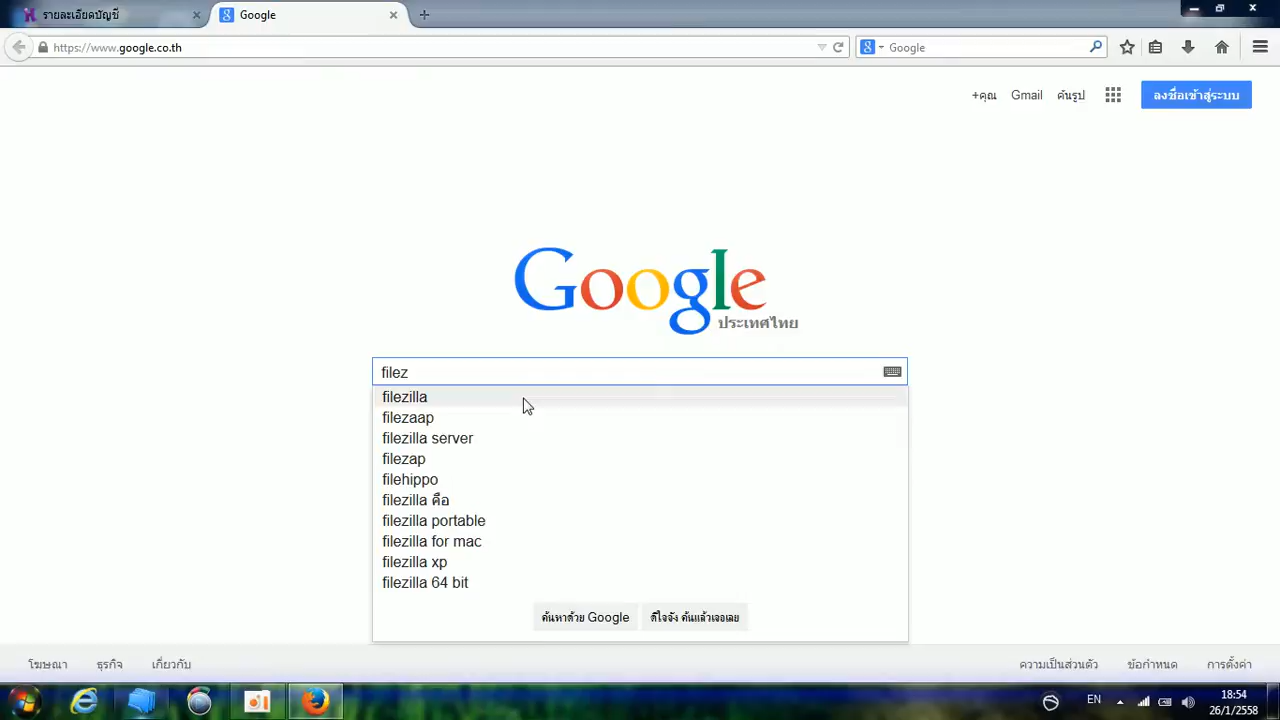 รายละเอียดบัญชี
Google
https://www.google.co.th
Google
+คุณ Gmail ค้นรูป ลงชื่อเข้าสู่ระบบ
Google
ประเทศไทย
filez
filezilla
filezaap
filezilla server
filezap
filehippo
filezilla คือ
filezilla portable
filezilla for mac
filezilla xp
filezilla 64 bit
ค้นหาด้วย Google ดีใจจัง ค้นแล้วเจอเลย
โฆษณา ธุรกิจ เกี่ยวกับ ความเป็นส่วนตัว ข้อกำหนด การตั้งค่า
EN 18:54
26/1/2558